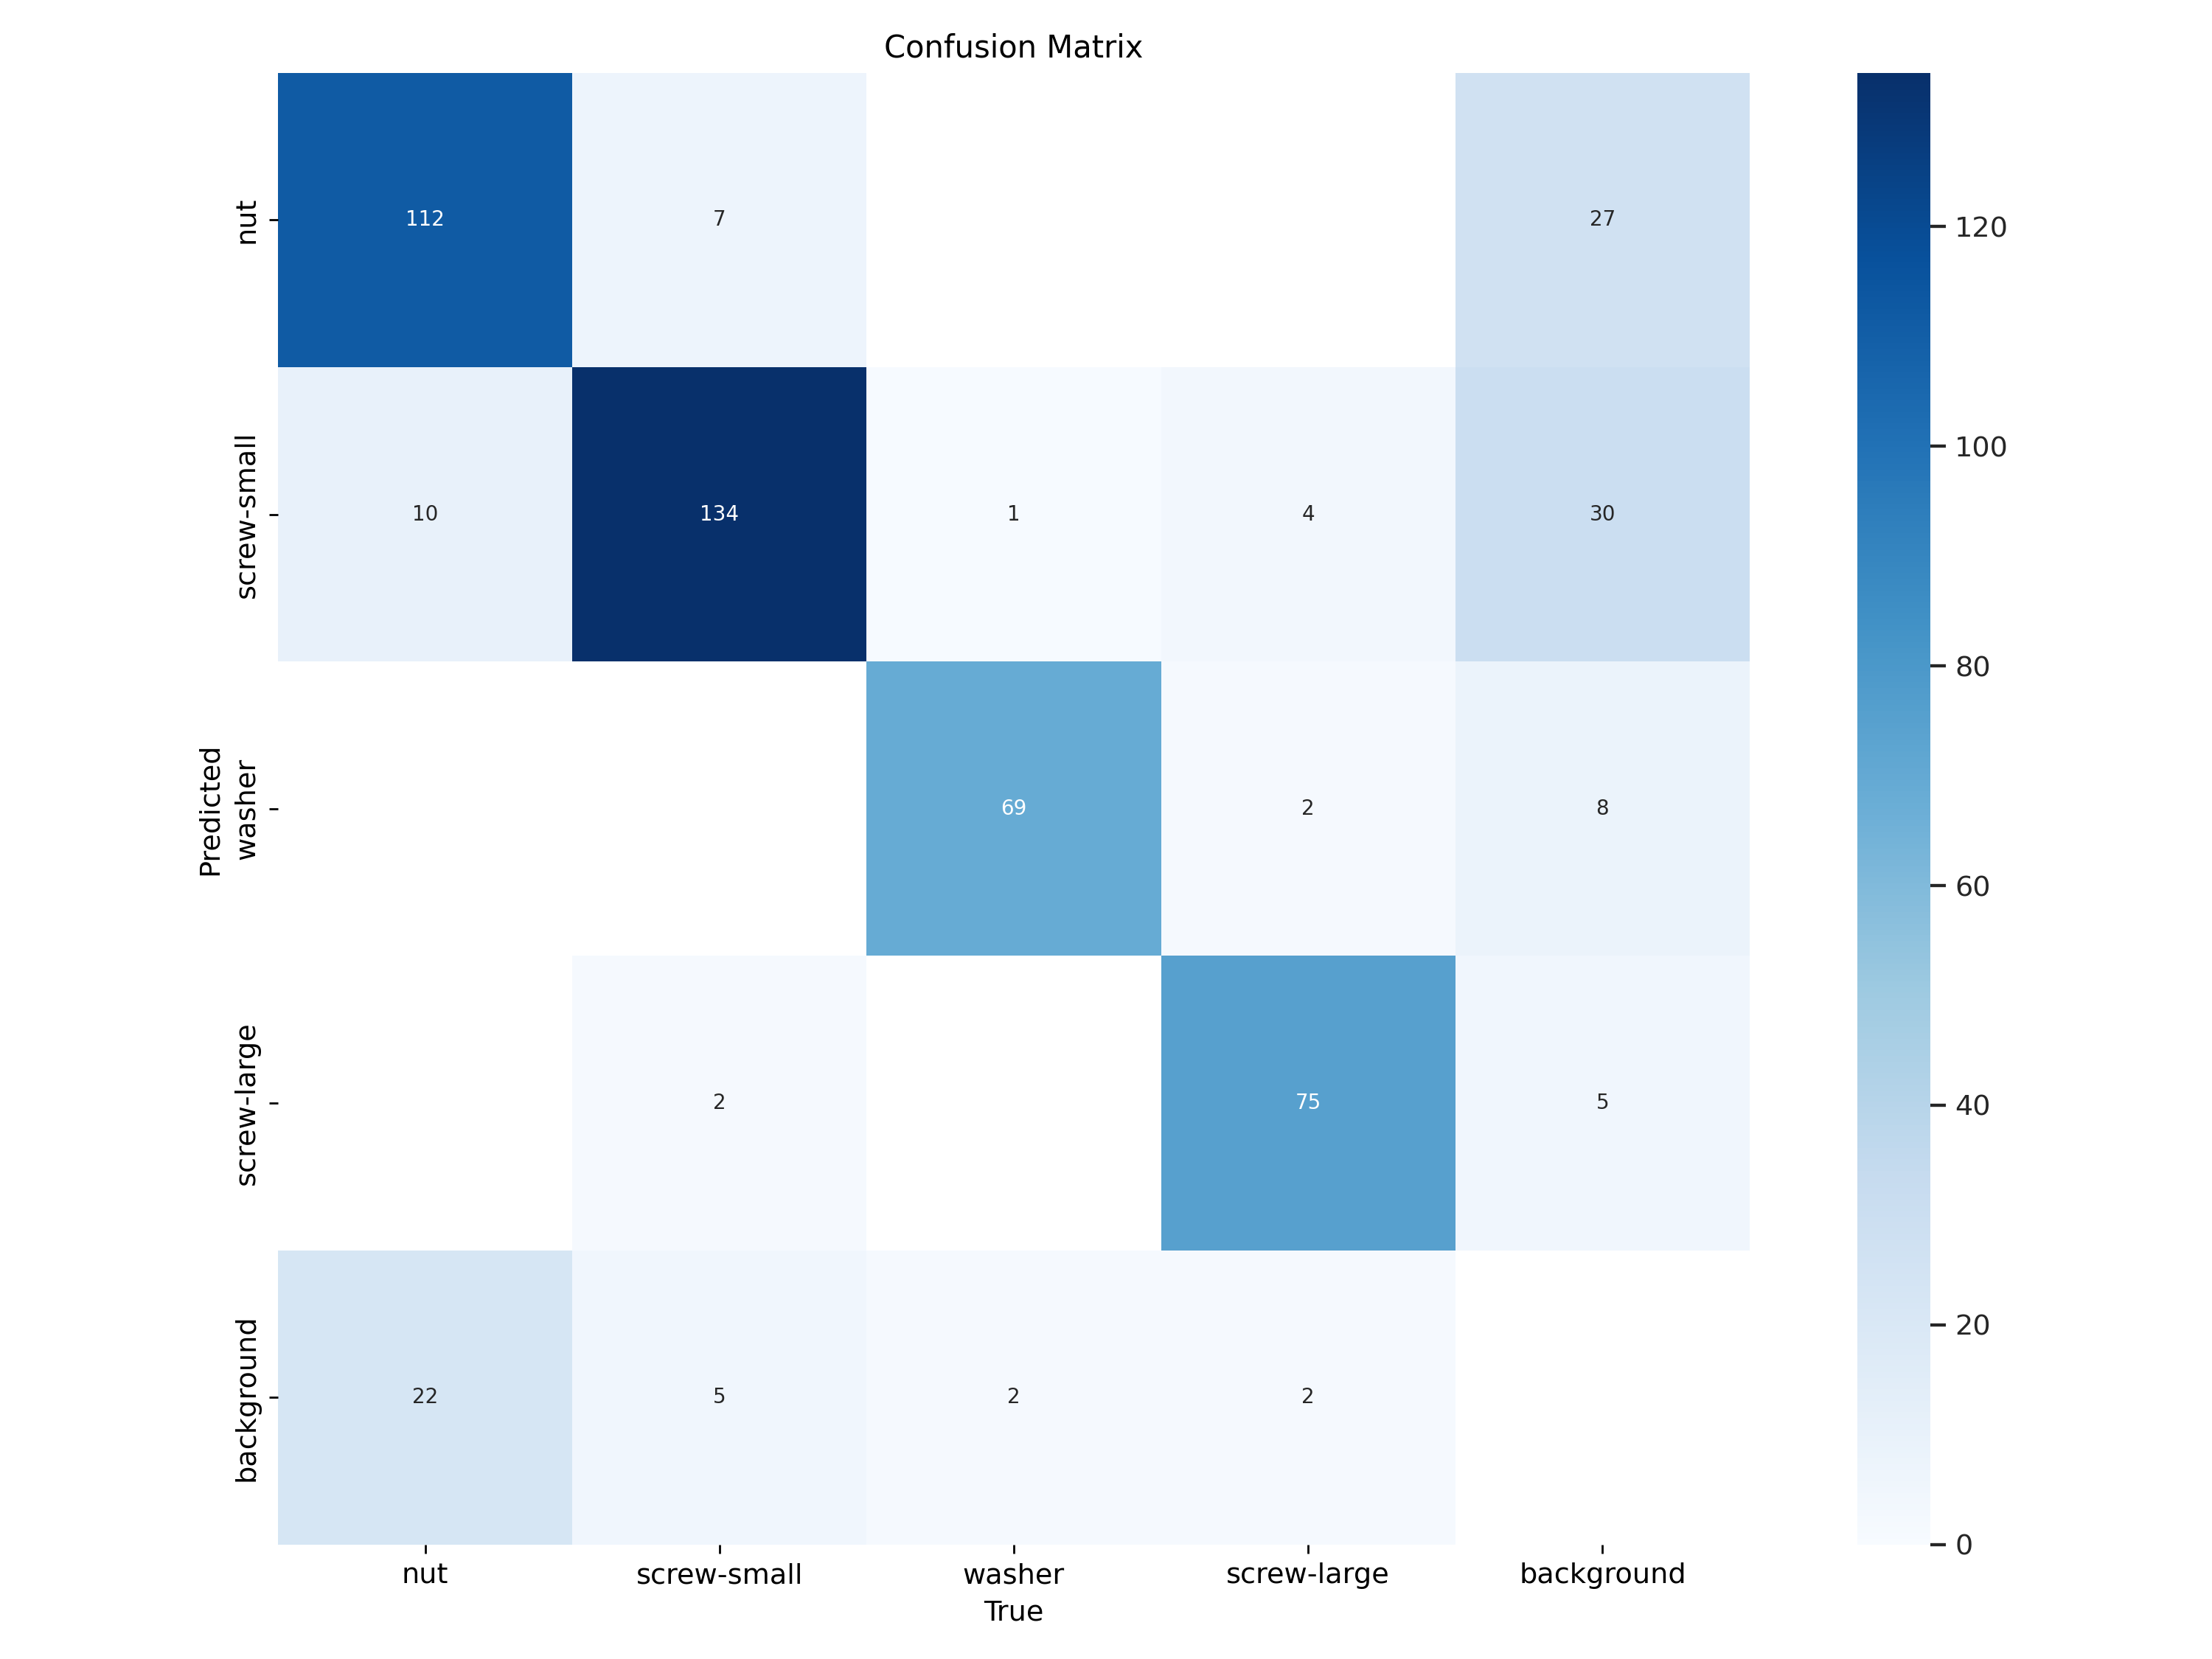 Confusion Matrix
nut
112
7
27
120
screw-small
10
134
1
4
30
100
Predicted
washer
69
2
8
80
60
screw-large
2
75
5
40
background
22
5
2
2
20
0
nut
screw-small
washer
screw-large
background
True